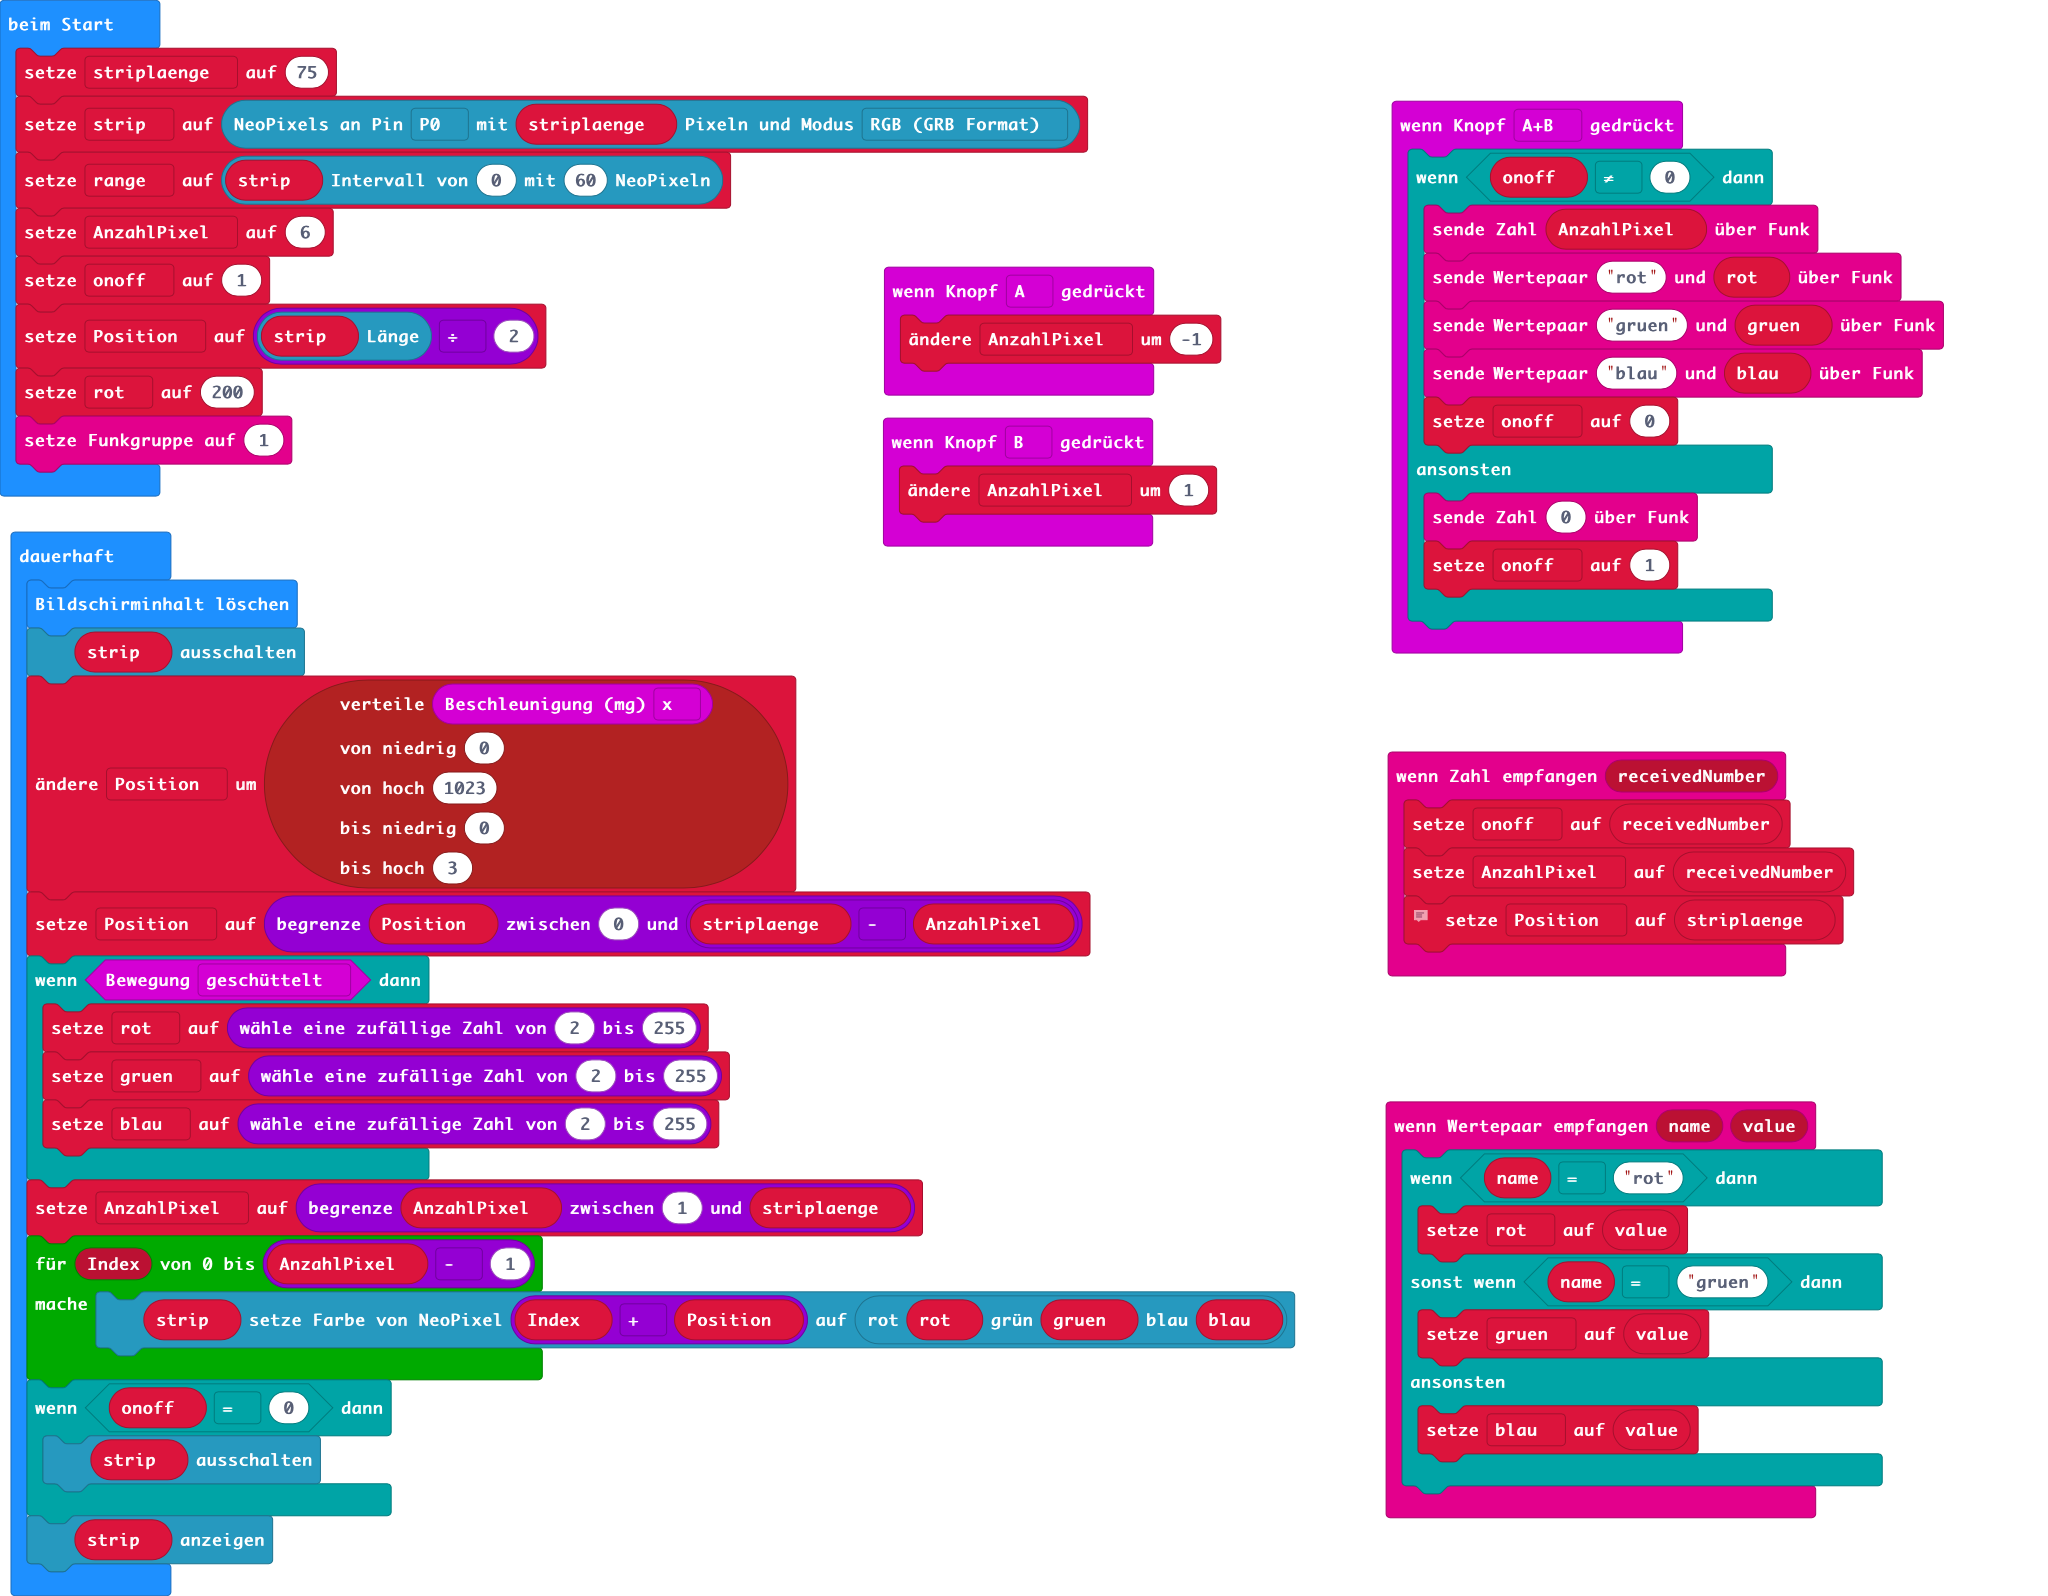 beim Start
setze striplaenge auf 75
setze strip auf NeoPixels an Pin P0 mit striplaenge Pixeln und Modus RGB (GRB Format)
setze range auf strip Intervall von 0 mit 60 NeoPixeln
setze AnzahlPixel auf 6
setze onoff auf 1
setze Position auf strip Länge ÷ 2
setze rot auf 200
setze Funkgruppe auf 1
dauerhaft
Bildschirminhalt löschen
strip ausschalten
ändere Position um
verteile Beschleunigung (mg) x
von niedrig 0
von hoch 1023
bis niedrig 0
bis hoch 3
setze Position auf begrenze Position zwischen 0 und striplaenge - AnzahlPixel
wenn Bewegung geschüttelt dann
setze rot auf wähle eine zufällige Zahl von 2 bis 255
setze gruen auf wähle eine zufällige Zahl von 2 bis 255
setze blau auf wähle eine zufällige Zahl von 2 bis 255
setze AnzahlPixel auf begrenze AnzahlPixel zwischen 1 und striplaenge
für Index von 0 bis AnzahlPixel - 1
mache strip setze Farbe von NeoPixel Index + Position auf rot rot grün gruen blau blau
wenn onoff = 0 dann
strip ausschalten
strip anzeigen
wenn Knopf A gedrückt
ändere AnzahlPixel um -1
wenn Knopf B gedrückt
ändere AnzahlPixel um 1
wenn Knopf A+B gedrückt
wenn onoff ≠ 0 dann
sende Zahl AnzahlPixel über Funk
sende Wertepaar "rot" und rot über Funk
sende Wertepaar "gruen" und gruen über Funk
sende Wertepaar "blau" und blau über Funk
setze onoff auf 0
ansonsten
sende Zahl 0 über Funk
setze onoff auf 1
wenn Zahl empfangen receivedNumber
setze onoff auf receivedNumber
setze AnzahlPixel auf receivedNumber
setze Position auf striplaenge
wenn Wertepaar empfangen name value
wenn name = "rot" dann
setze rot auf value
sonst wenn name = "gruen" dann
setze gruen auf value
ansonsten
setze blau auf value